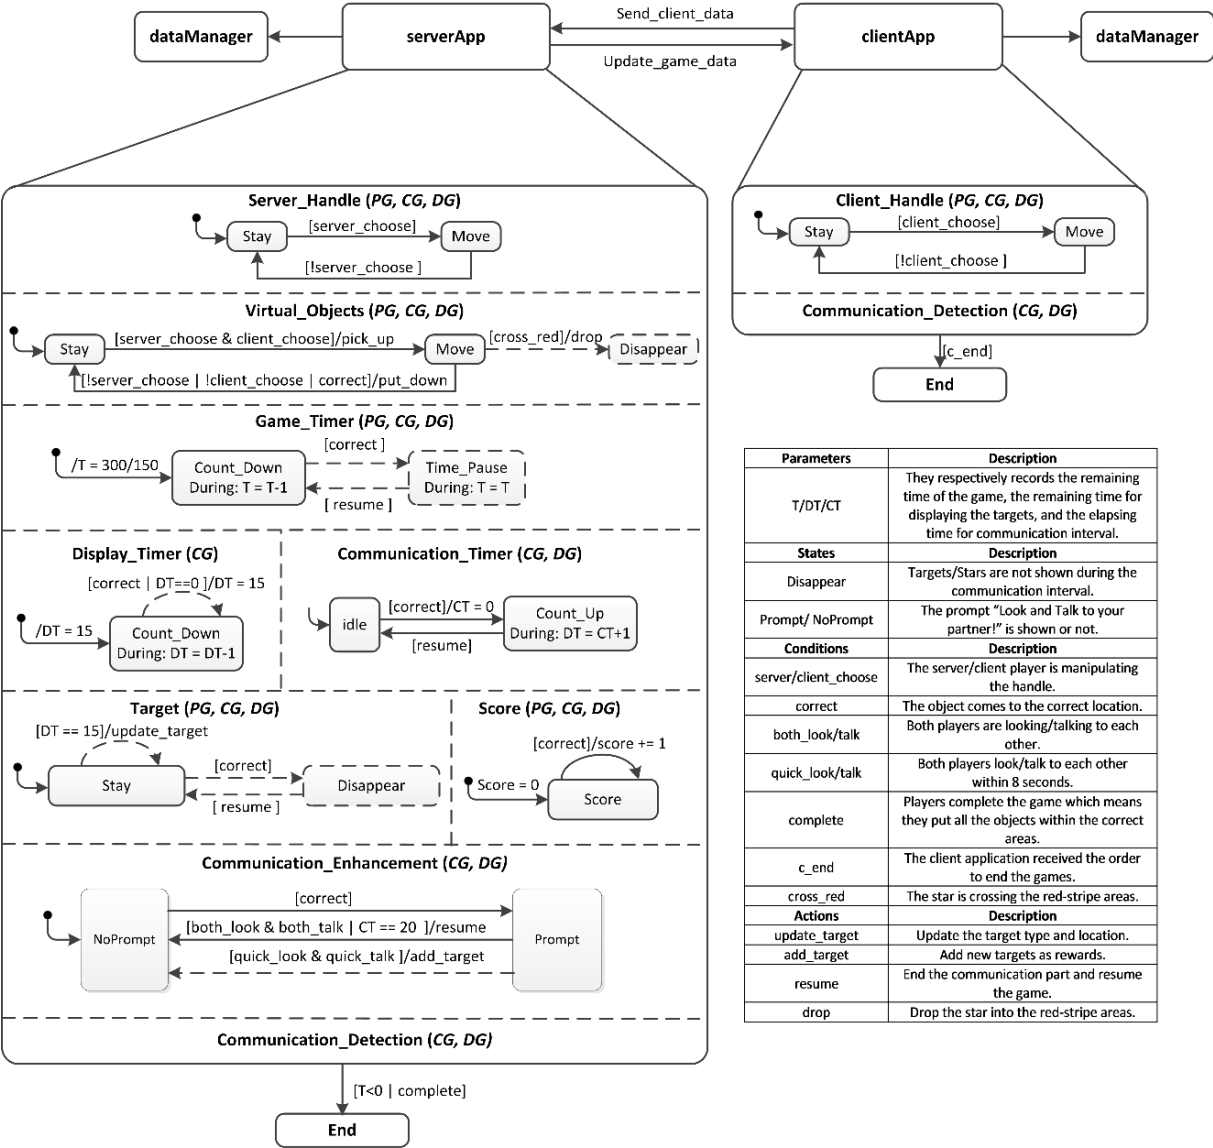 dataManager
serverApp
Send_client_data
Update_game_data
clientApp
dataManager
Server_Handle (PG, CG, DG)
Stay
[server_choose]
Move
[!server_choose ]
Virtual_Objects (PG, CG, DG)
Stay
[server_choose & client_choose]/pick_up
Move
[cross_red]/drop
Disappear
[!server_choose | !client_choose | correct]/put_down
Game_Timer (PG, CG, DG)
/T = 300/150
Count_Down
During: T = T-1
[correct ]
Time_Pause
During: T = T
[ resume ]
Display_Timer (CG)
[correct | DT==0 ]/DT = 15
/DT = 15
Count_Down
During: DT = DT-1
Communication_Timer (CG, DG)
idle
[correct]/CT = 0
Count_Up
During: DT = CT+1
[resume]
Target (PG, CG, DG)
[DT == 15]/update_target
Stay
[correct]
Disappear
[ resume ]
Score (PG, CG, DG)
[correct]/score += 1
Score = 0
Score
Communication_Enhancement (CG, DG)
NoPrompt
[correct]
[both_look & both_talk | CT == 20 ]/resume
[quick_look & quick_talk ]/add_target
Prompt
Communication_Detection (CG, DG)
[T<0 | complete]
End
Client_Handle (PG, CG, DG)
Stay
[client_choose]
Move
[!client_choose ]
Communication_Detection (CG, DG)
[c_end]
End
Parameters Description
T/DT/CT
They respectively records the remaining
time of the game, the remaining time for
displaying the targets, and the elapsing
time for communication interval.
States Description
Disappear
Targets/Stars are not shown during the
communication interval.
Prompt/ NoPrompt
The prompt “Look and Talk to your
partner!” is shown or not.
Conditions Description
server/client_choose
The server/client player is manipulating
the handle.
correct The object comes to the correct location.
both_look/talk
Both players are looking/talking to each
other.
quick_look/talk
Both players look/talk to each other
within 8 seconds.
complete
Players complete the game which means
they put all the objects within the correct
areas.
c_end
The client application received the order
to end the games.
cross_red The star is crossing the red-stripe areas.
Actions Description
update_target Update the target type and location.
add_target Add new targets as rewards.
resume
End the communication part and resume
the game.
drop Drop the star into the red-stripe areas.